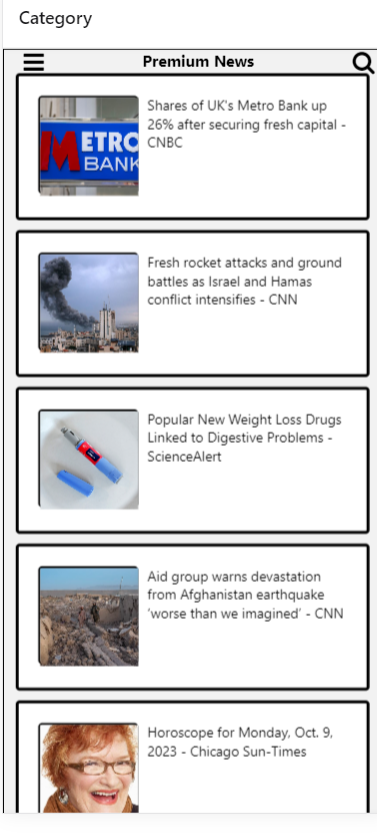 Category
Premium News
METRO
BANK
Shares of UK's Metro Bank up
26% after securing fresh capital -
CNBC
Fresh rocket attacks and ground
battles as Israel and Hamas
conflict intensifies - CNN
Popular New Weight Loss Drugs
Linked to Digestive Problems -
ScienceAlert
Aid group warns devastation
from Afghanistan earthquake
‘worse than we imagined’ - CNN
Horoscope for Monday, Oct. 9,
2023 - Chicago Sun-Times